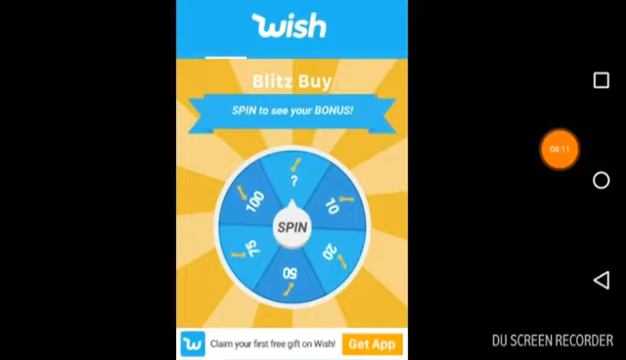 wish
Blitz Buy
SPIN to see your BONUS!
?
100
10
SPIN
75
20
50
Claim your first free gift on Wish!
Get App
08:11
DU SCREEN RECORDER